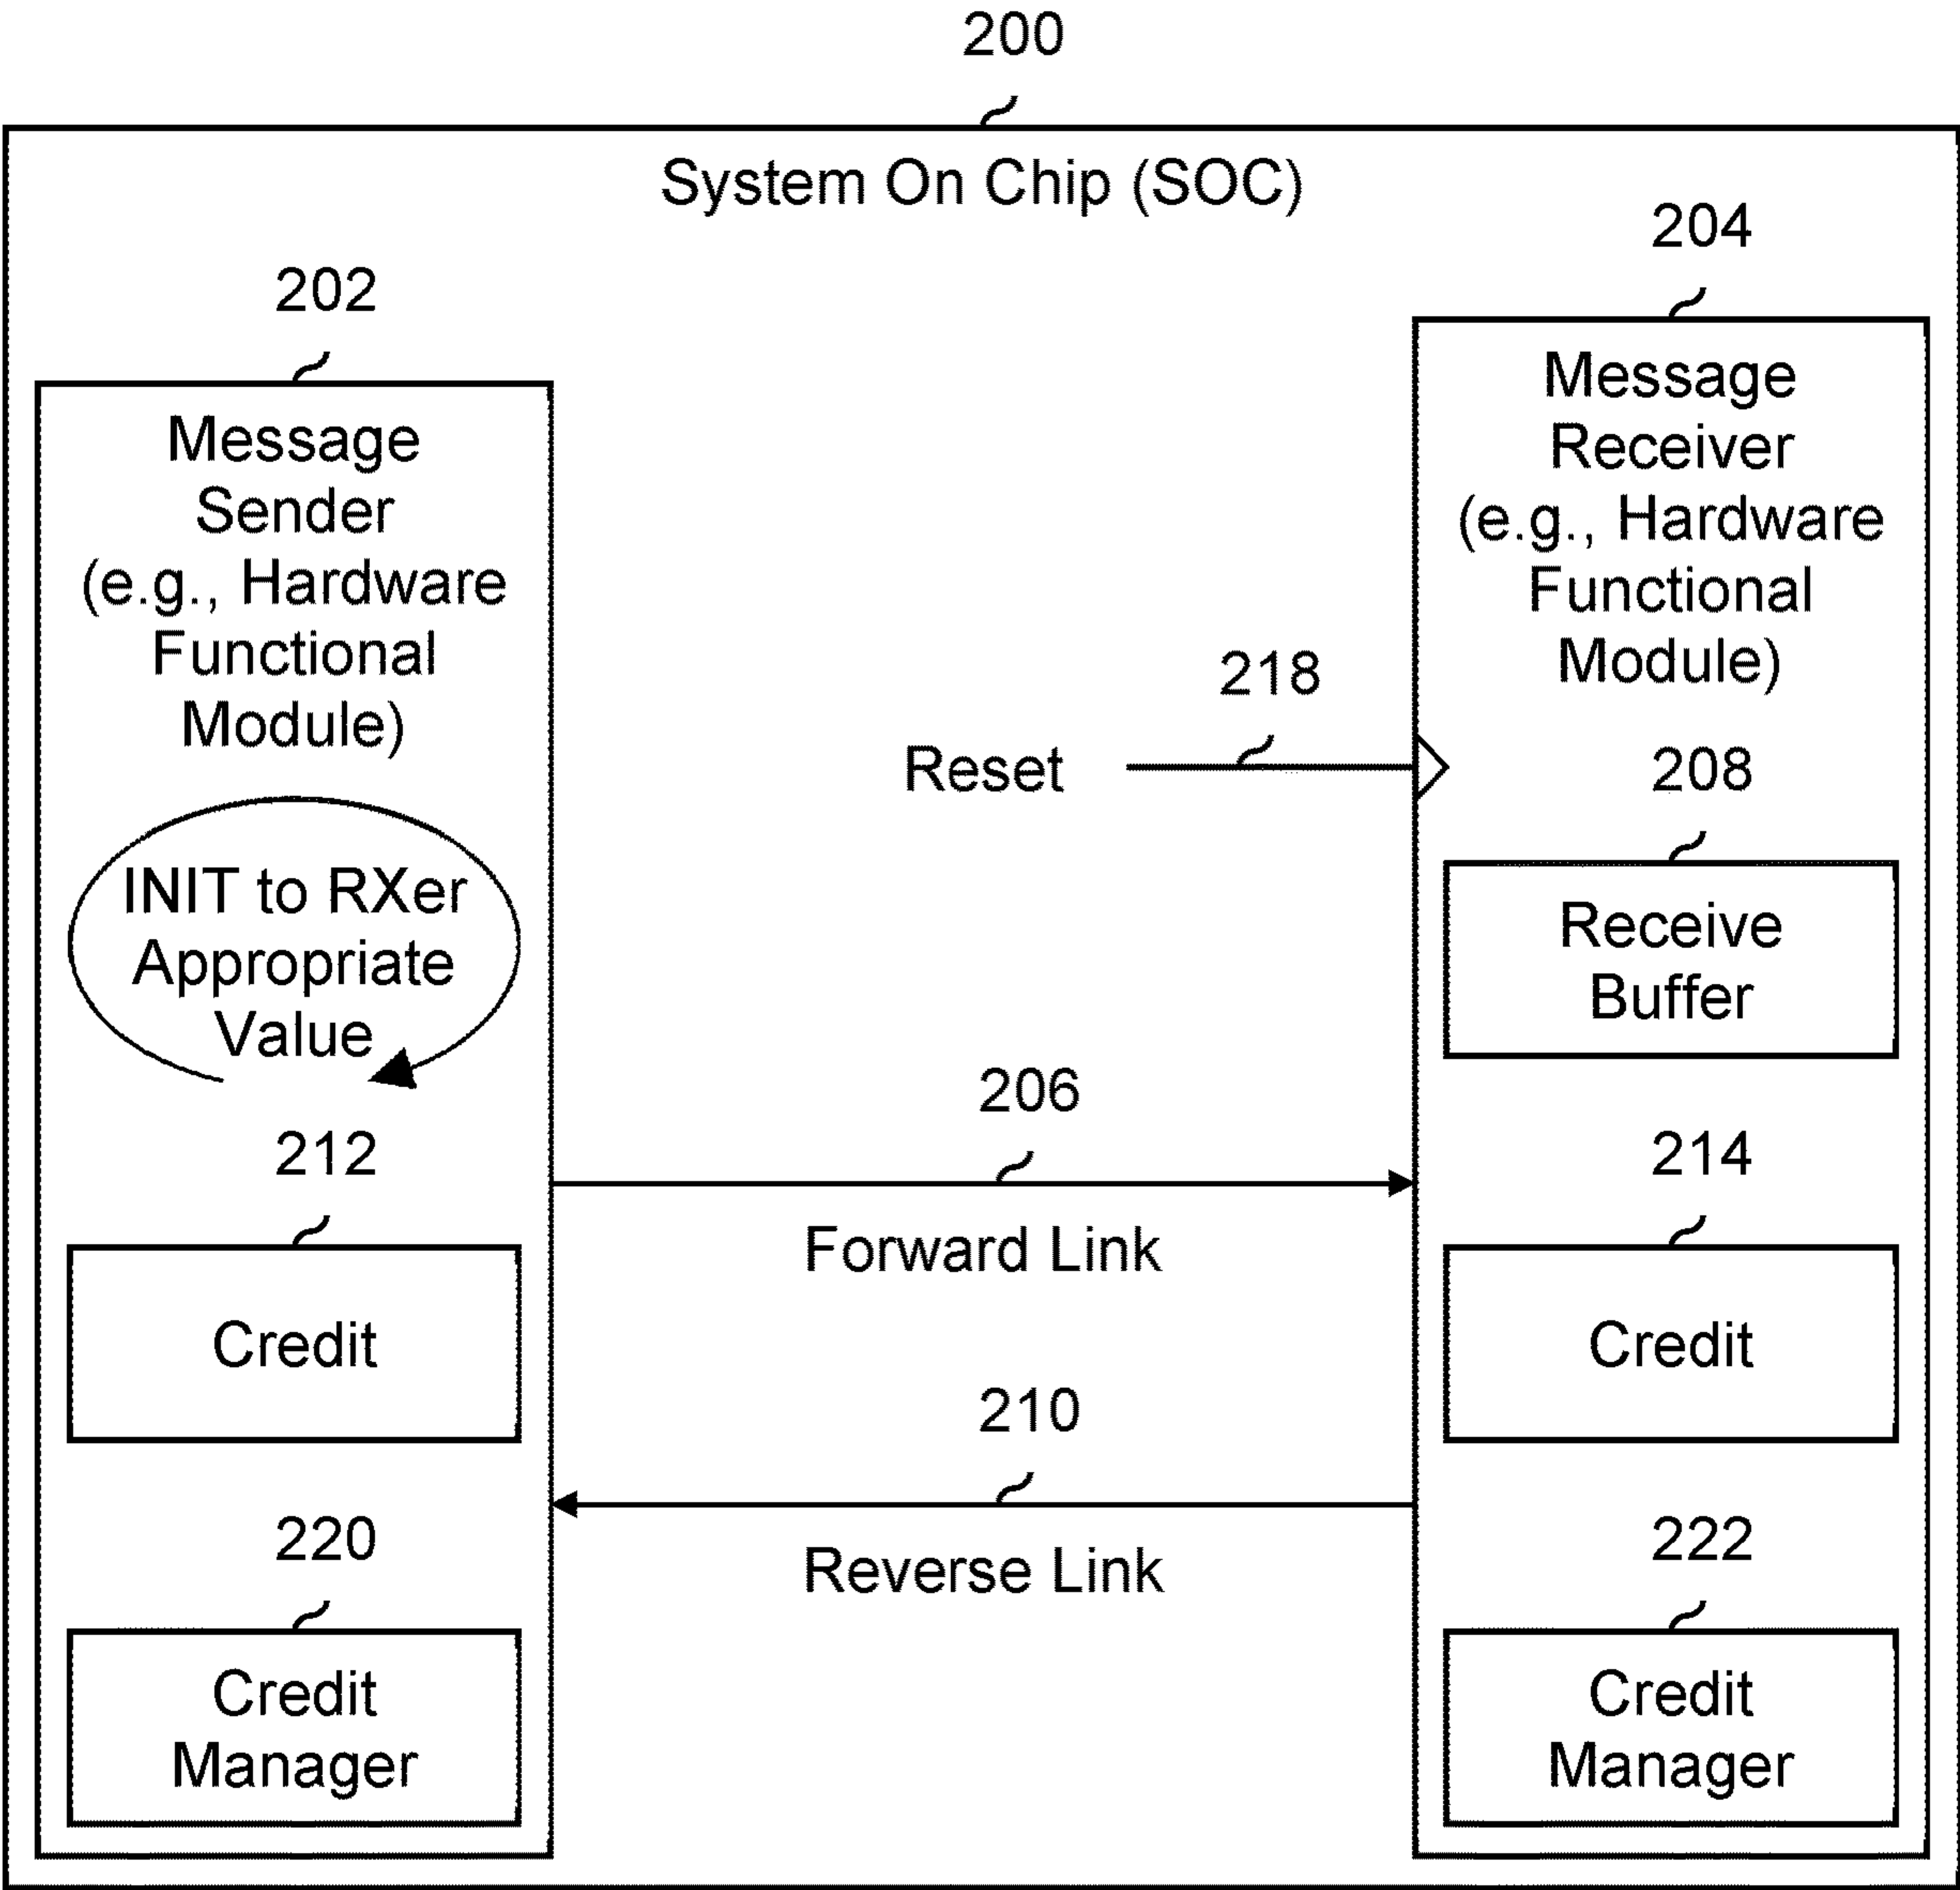 200
System On Chip (SOC)
202
Message
Sender
(e.g., Hardware
Functional
Module)
INIT to RXer
Appropriate
Value
212
Credit
220
Credit
Manager
Reset
218
206
Forward Link
210
Reverse Link
204
Message
Receiver
(e.g., Hardware
Functional
Module)
208
Receive
Buffer
214
Credit
222
Credit
Manager